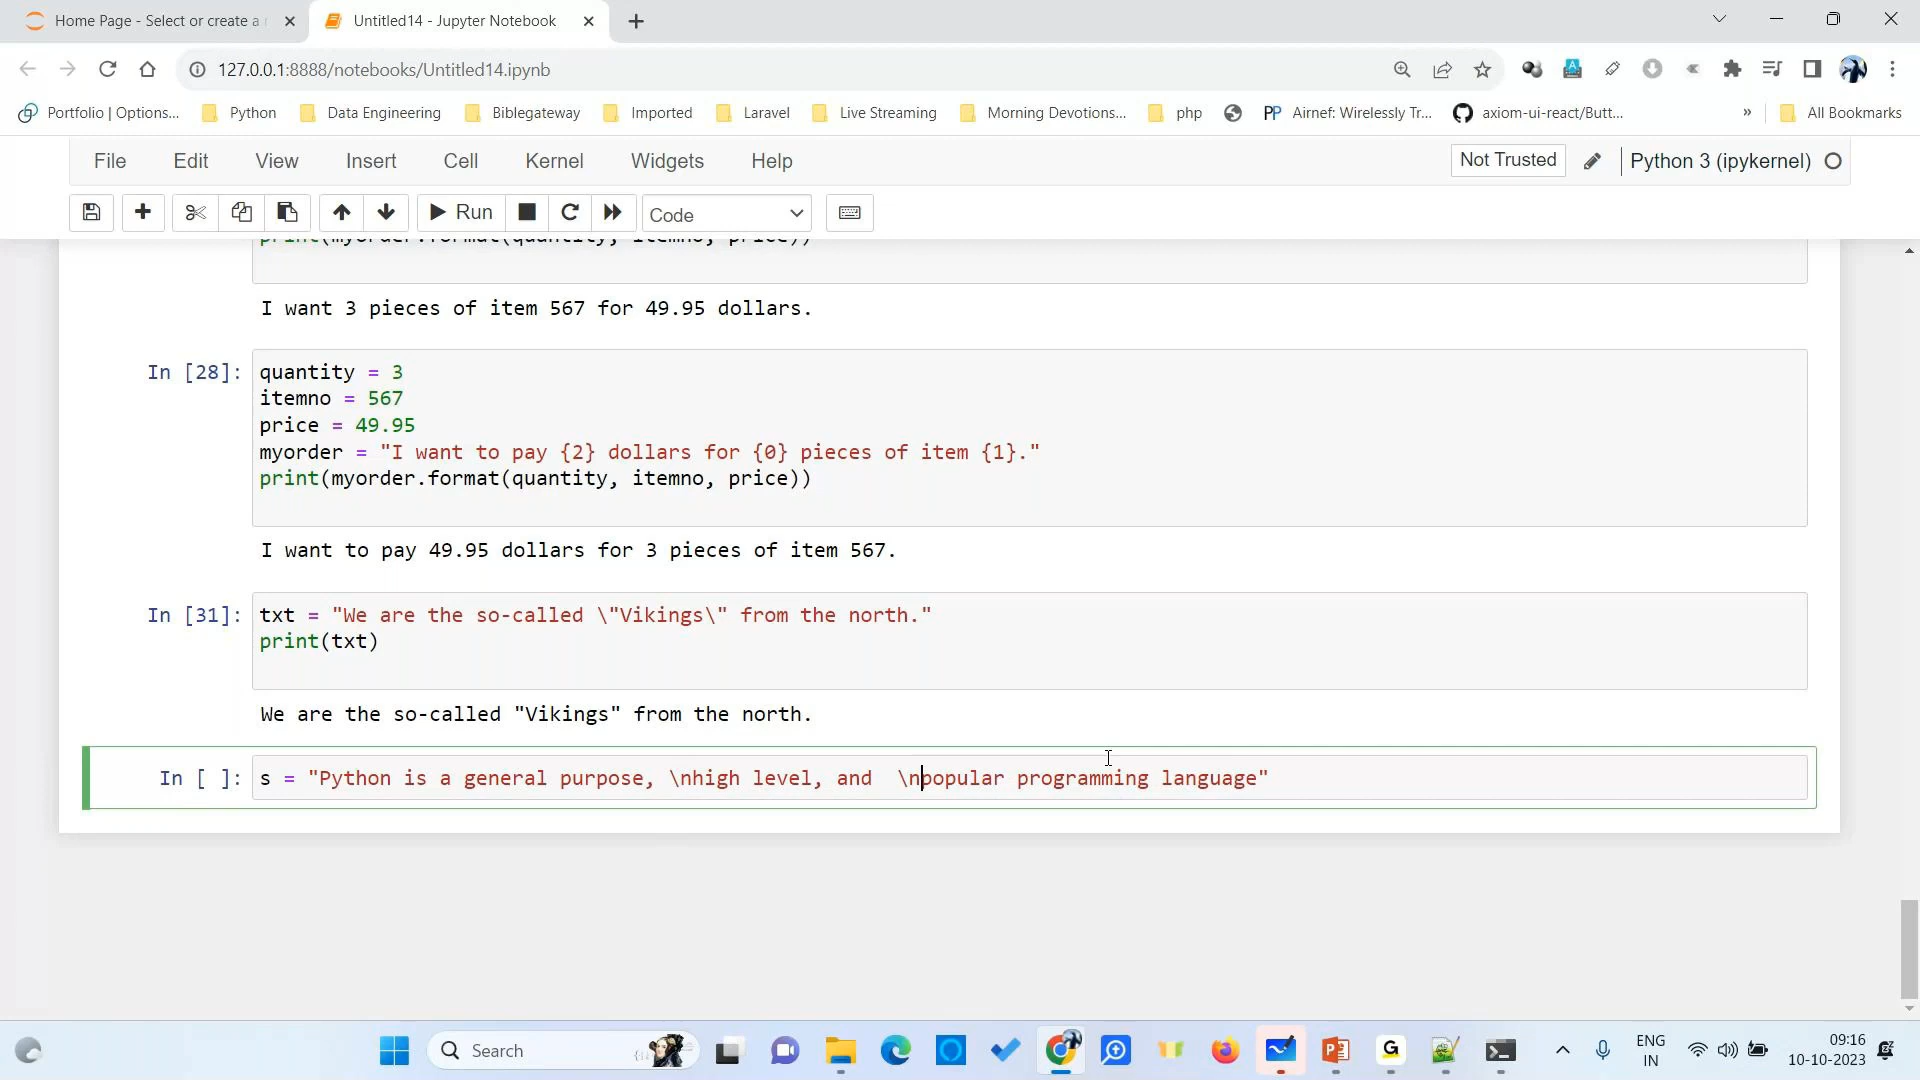 Home Page - Select or create a
Untitled14 - Jupyter Notebook
127.0.0.1:8888/notebooks/Untitled14.ipynb
Portfolio | Options...
Python
Data Engineering
Biblegateway
Imported
Laravel
Live Streaming
Morning Devotions...
php
PP Airnef: Wirelessly Tr...
axiom-ui-react/Butt...
»
All Bookmarks
File Edit View Insert Cell Kernel Widgets Help
Not Trusted
Python 3 (ipykernel)
Run
Code
print(myorder.format(quantity, itemno, price))
I want 3 pieces of item 567 for 49.95 dollars.
In [28]: quantity = 3
itemno = 567
price = 49.95
myorder = "I want to pay {2} dollars for {0} pieces of item {1}."
print(myorder.format(quantity, itemno, price))
I want to pay 49.95 dollars for 3 pieces of item 567.
In [31]: txt = "We are the so-called \"Vikings\" from the north."
print(txt)
We are the so-called "Vikings" from the north.
In [ ]: s = "Python is a general purpose, \nhigh level, and  \npopular programming language"
Search
ENG
IN
09:16
10-10-2023